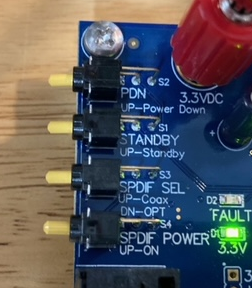 S2
PDN
UP-Power Down
3.3VDC
S1
STANDBY
UP-Standby
S3
SPDIF SEL
UP-Coax
DN-OPT
D2
FAULT
S4
SPDIF POWER
UP-ON
D1
3.3V